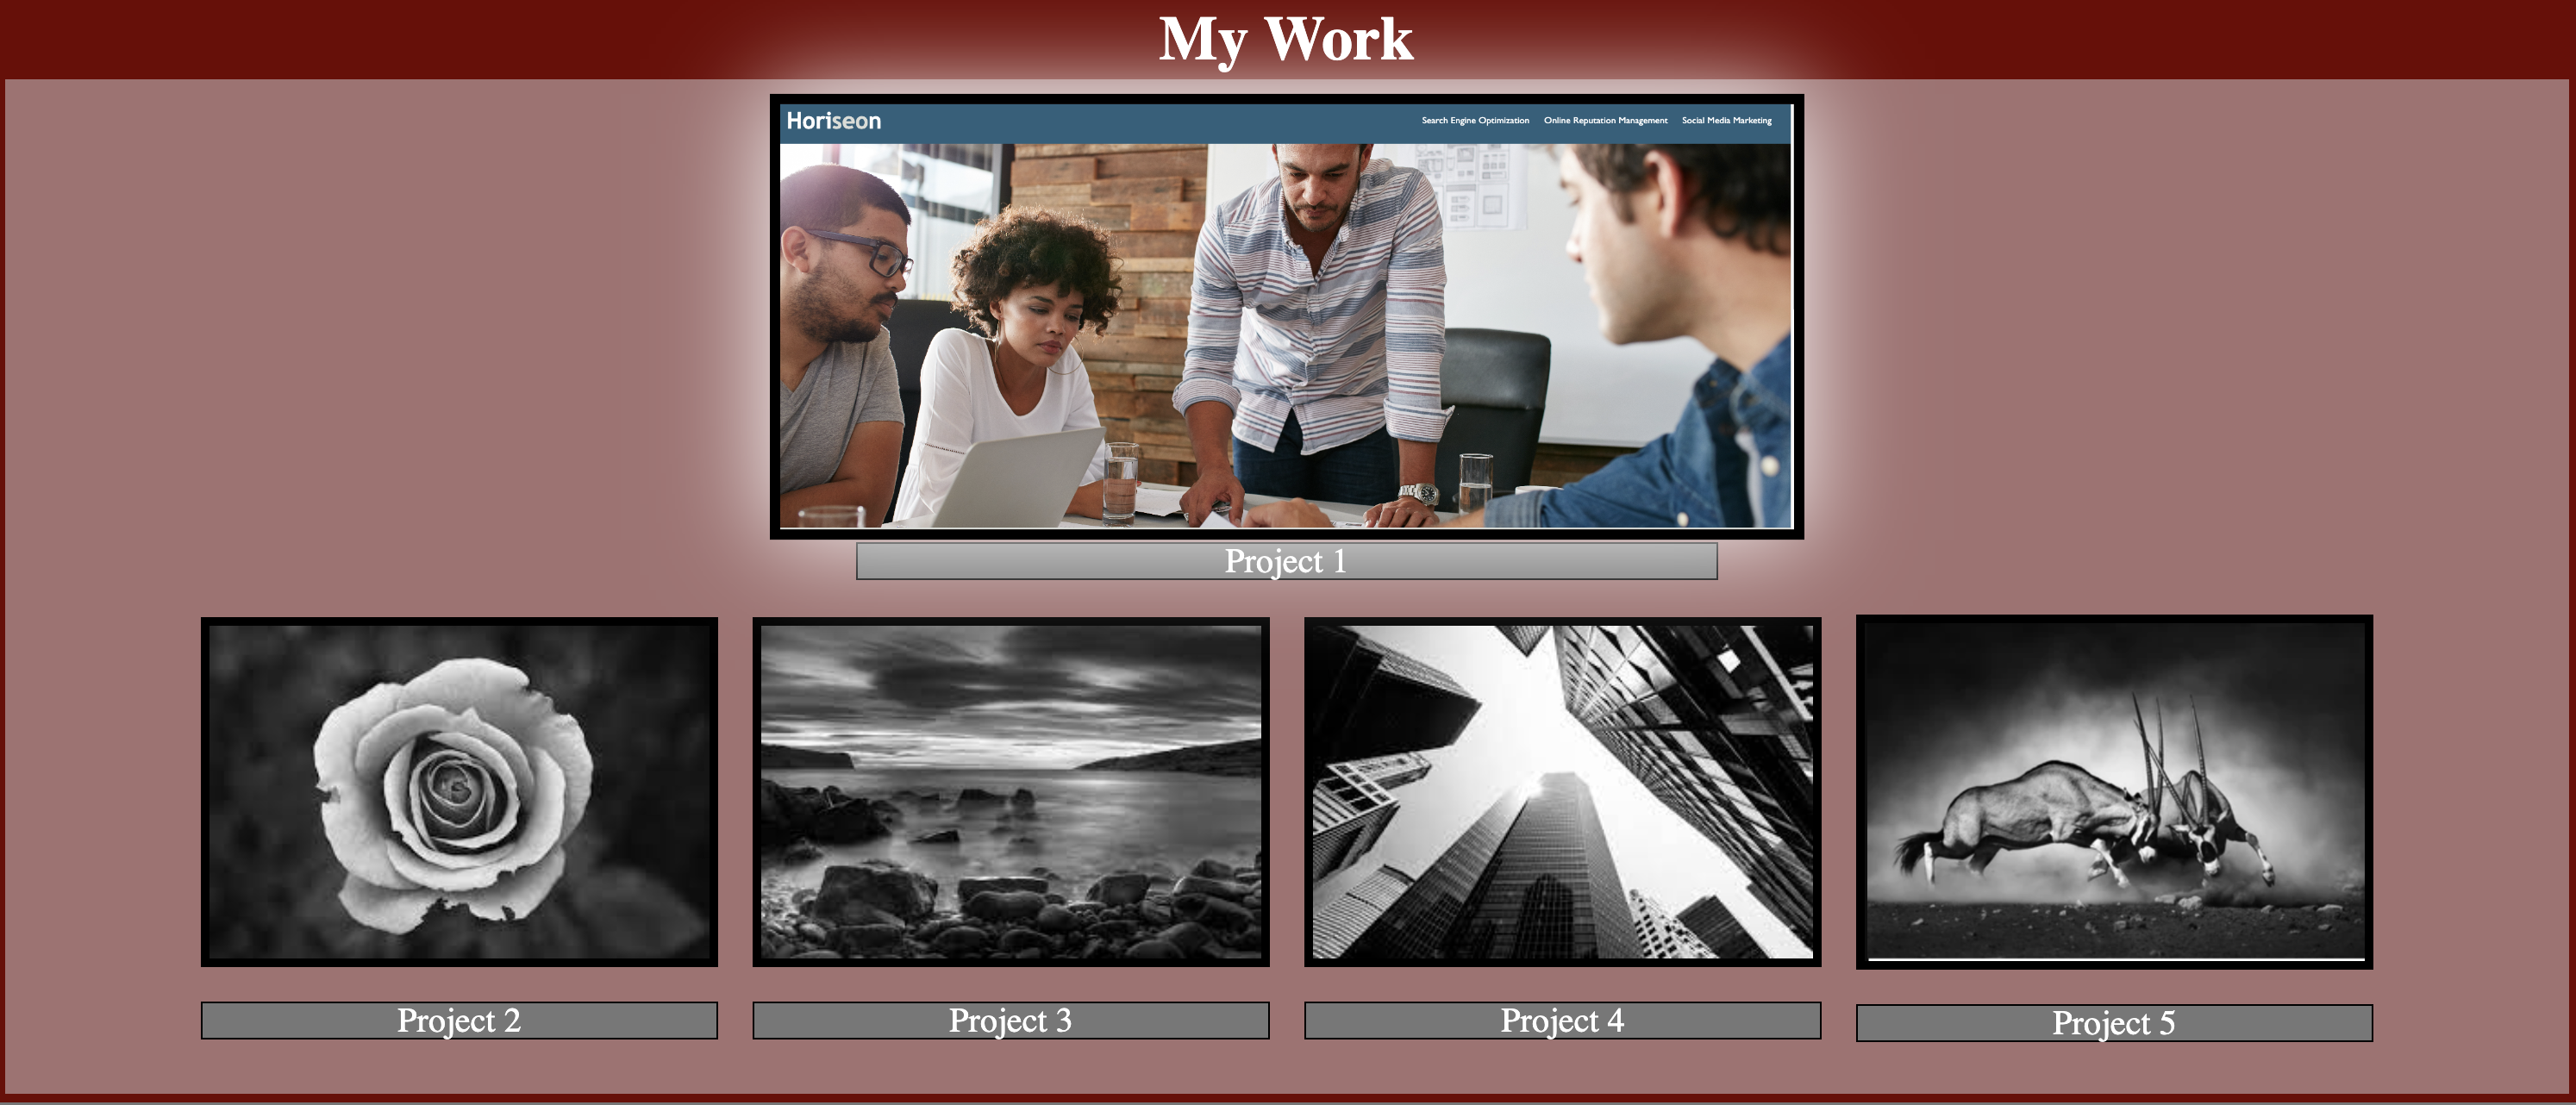 My Work
Horiseon
Search Engine Optimization Online Reputation Management Social Media Marketing
Project 1
Project 2
Project 3
Project 4
Project 5